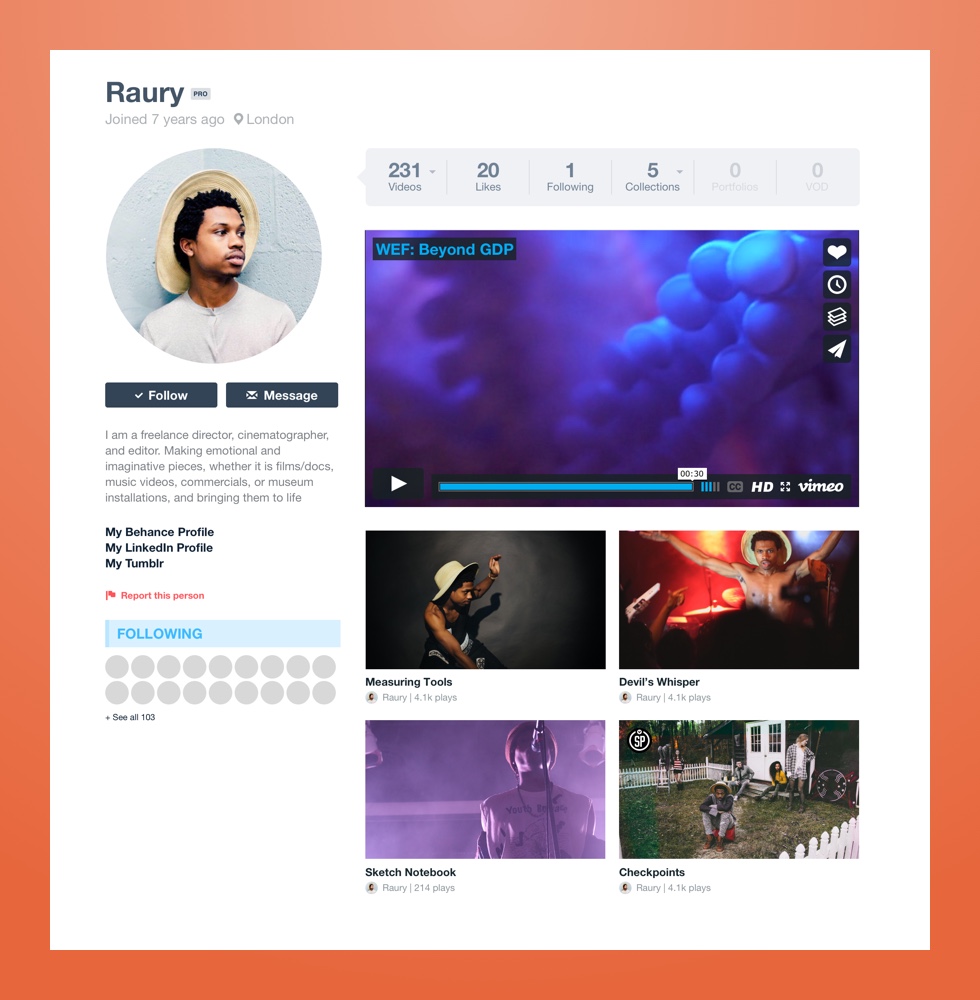 Raury PRO
Joined 7 years ago London
231 20 1 5 0 0
Videos Likes Following Collections Portfolios VOD
WEF: Beyond GDP
00:30
CC HD vimeo
Follow Message
I am a freelance director, cinematographer,
and editor. Making emotional and
imaginative pieces, whether it is films/docs,
music videos, commercials, or museum
installations, and bringing them to life
My Behance Profile
My LinkedIn Profile
My Tumblr
Report this person
FOLLOWING
+ See all 103
Measuring Tools
Raury | 4.1k plays
Devil's Whisper
Raury | 4.1k plays
Youth
SP
Sketch Notebook
Raury | 214 plays
Checkpoints
Raury | 4.1k plays